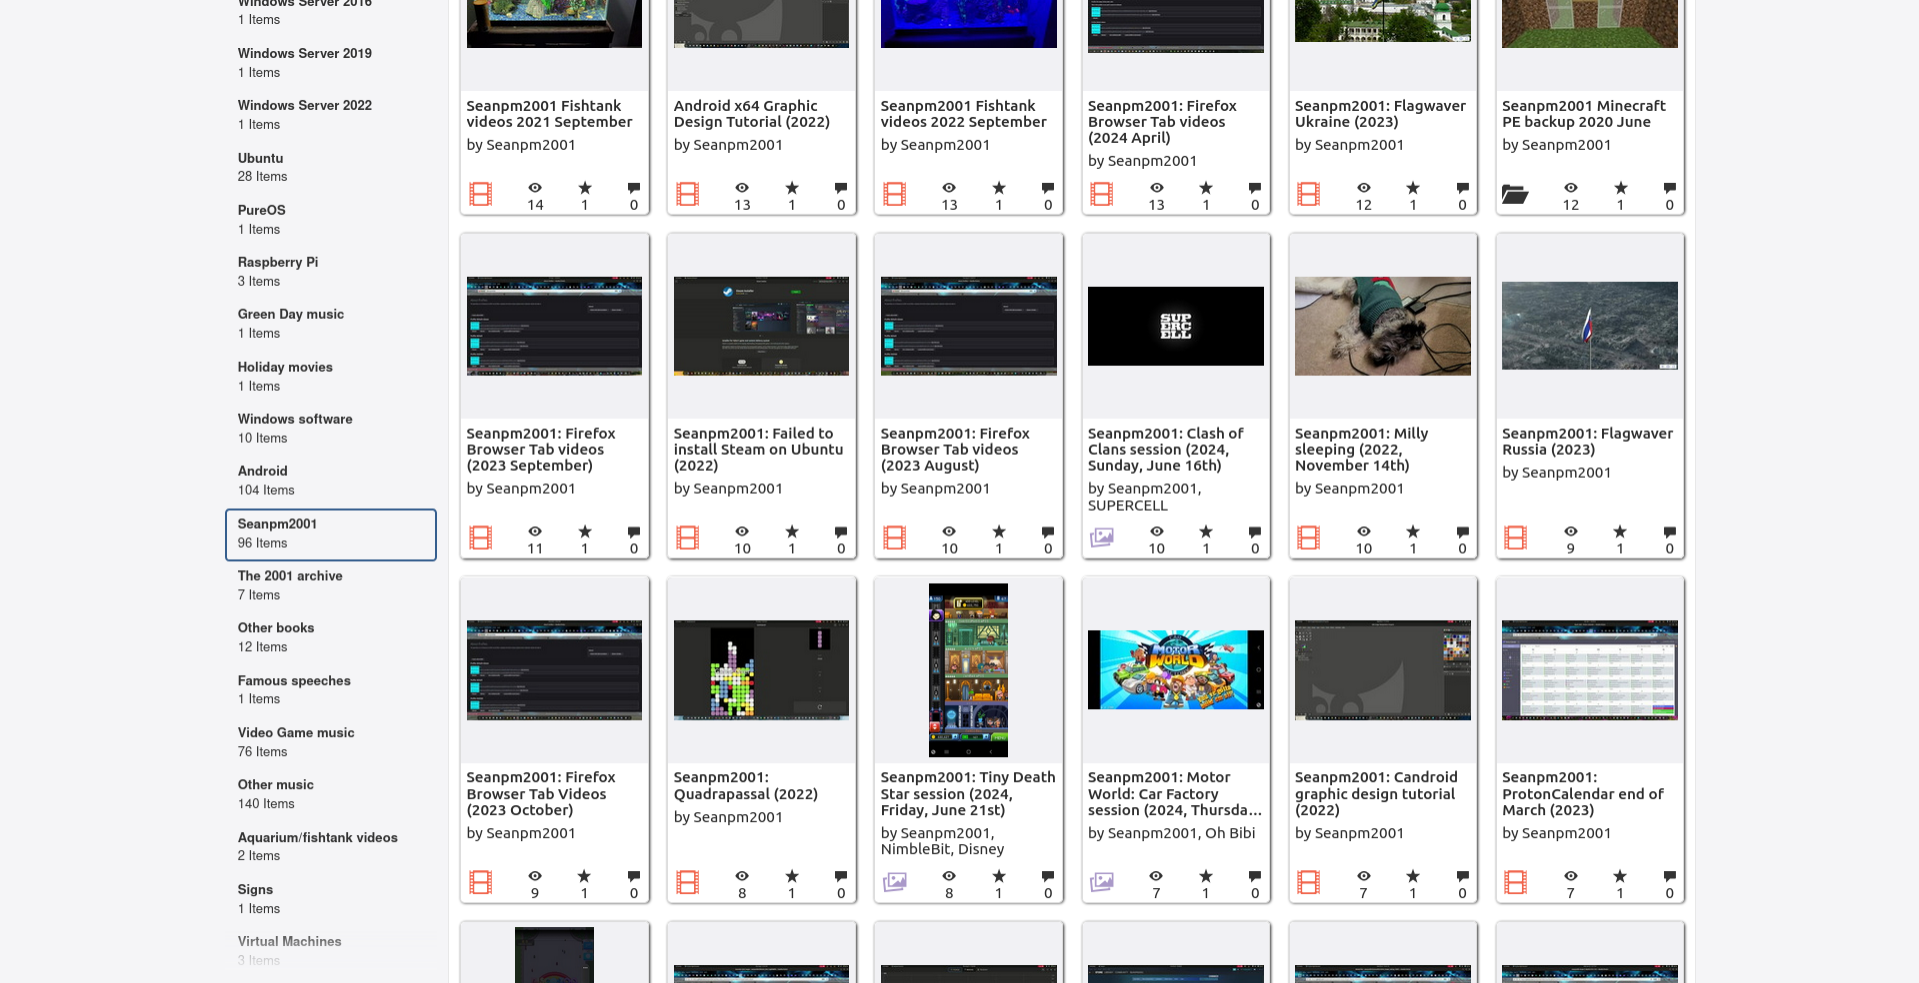 Windows Server 2016
1 Items
Windows Server 2019
1 Items
Windows Server 2022
1 Items
Ubuntu
28 Items
PureOS
1 Items
Raspberry Pi
3 Items
Green Day music
1 Items
Holiday movies
1 Items
Windows software
10 Items
Android
104 Items
Seanpm2001
96 Items
The 2001 archive
7 Items
Other books
12 Items
Famous speeches
1 Items
Video Game music
76 Items
Other music
140 Items
Aquarium/fishtank videos
2 Items
Signs
1 Items
Virtual Machines
3 Items
Seanpm2001 Fishtank
videos 2021 September
by Seanpm2001
14 1 0
Android x64 Graphic
Design Tutorial (2022)
by Seanpm2001
13 1 0
Seanpm2001 Fishtank
videos 2022 September
by Seanpm2001
13 1 0
Seanpm2001: Firefox
Browser Tab videos
(2024 April)
by Seanpm2001
13 1 0
Seanpm2001: Flagwaver
Ukraine (2023)
by Seanpm2001
12 1 0
Seanpm2001 Minecraft
PE backup 2020 June
by Seanpm2001
12 1 0
Seanpm2001: Firefox
Browser Tab videos
(2023 September)
by Seanpm2001
11 1 0
Seanpm2001: Failed to
install Steam on Ubuntu
(2022)
by Seanpm2001
10 1 0
Seanpm2001: Firefox
Browser Tab videos
(2023 August)
by Seanpm2001
10 1 0
SUP
ERC
ELL
Seanpm2001: Clash of
Clans session (2024,
Sunday, June 16th)
by Seanpm2001,
SUPERCELL
10 1 0
Seanpm2001: Milly
sleeping (2022,
November 14th)
by Seanpm2001
10 1 0
Seanpm2001: Flagwaver
Russia (2023)
by Seanpm2001
9 1 0
Seanpm2001: Firefox
Browser Tab Videos
(2023 October)
by Seanpm2001
9 1 0
Seanpm2001:
Quadrapassal (2022)
by Seanpm2001
8 1 0
Seanpm2001: Tiny Death
Star session (2024,
Friday, June 21st)
by Seanpm2001,
NimbleBit, Disney
8 1 0
MOTOR
WORLD
Seanpm2001: Motor
World: Car Factory
session (2024, Thursda...
by Seanpm2001, Oh Bibi
7 1 0
Seanpm2001: Candroid
graphic design tutorial
(2022)
by Seanpm2001
7 1 0
Seanpm2001:
ProtonCalendar end of
March (2023)
by Seanpm2001
7 1 0